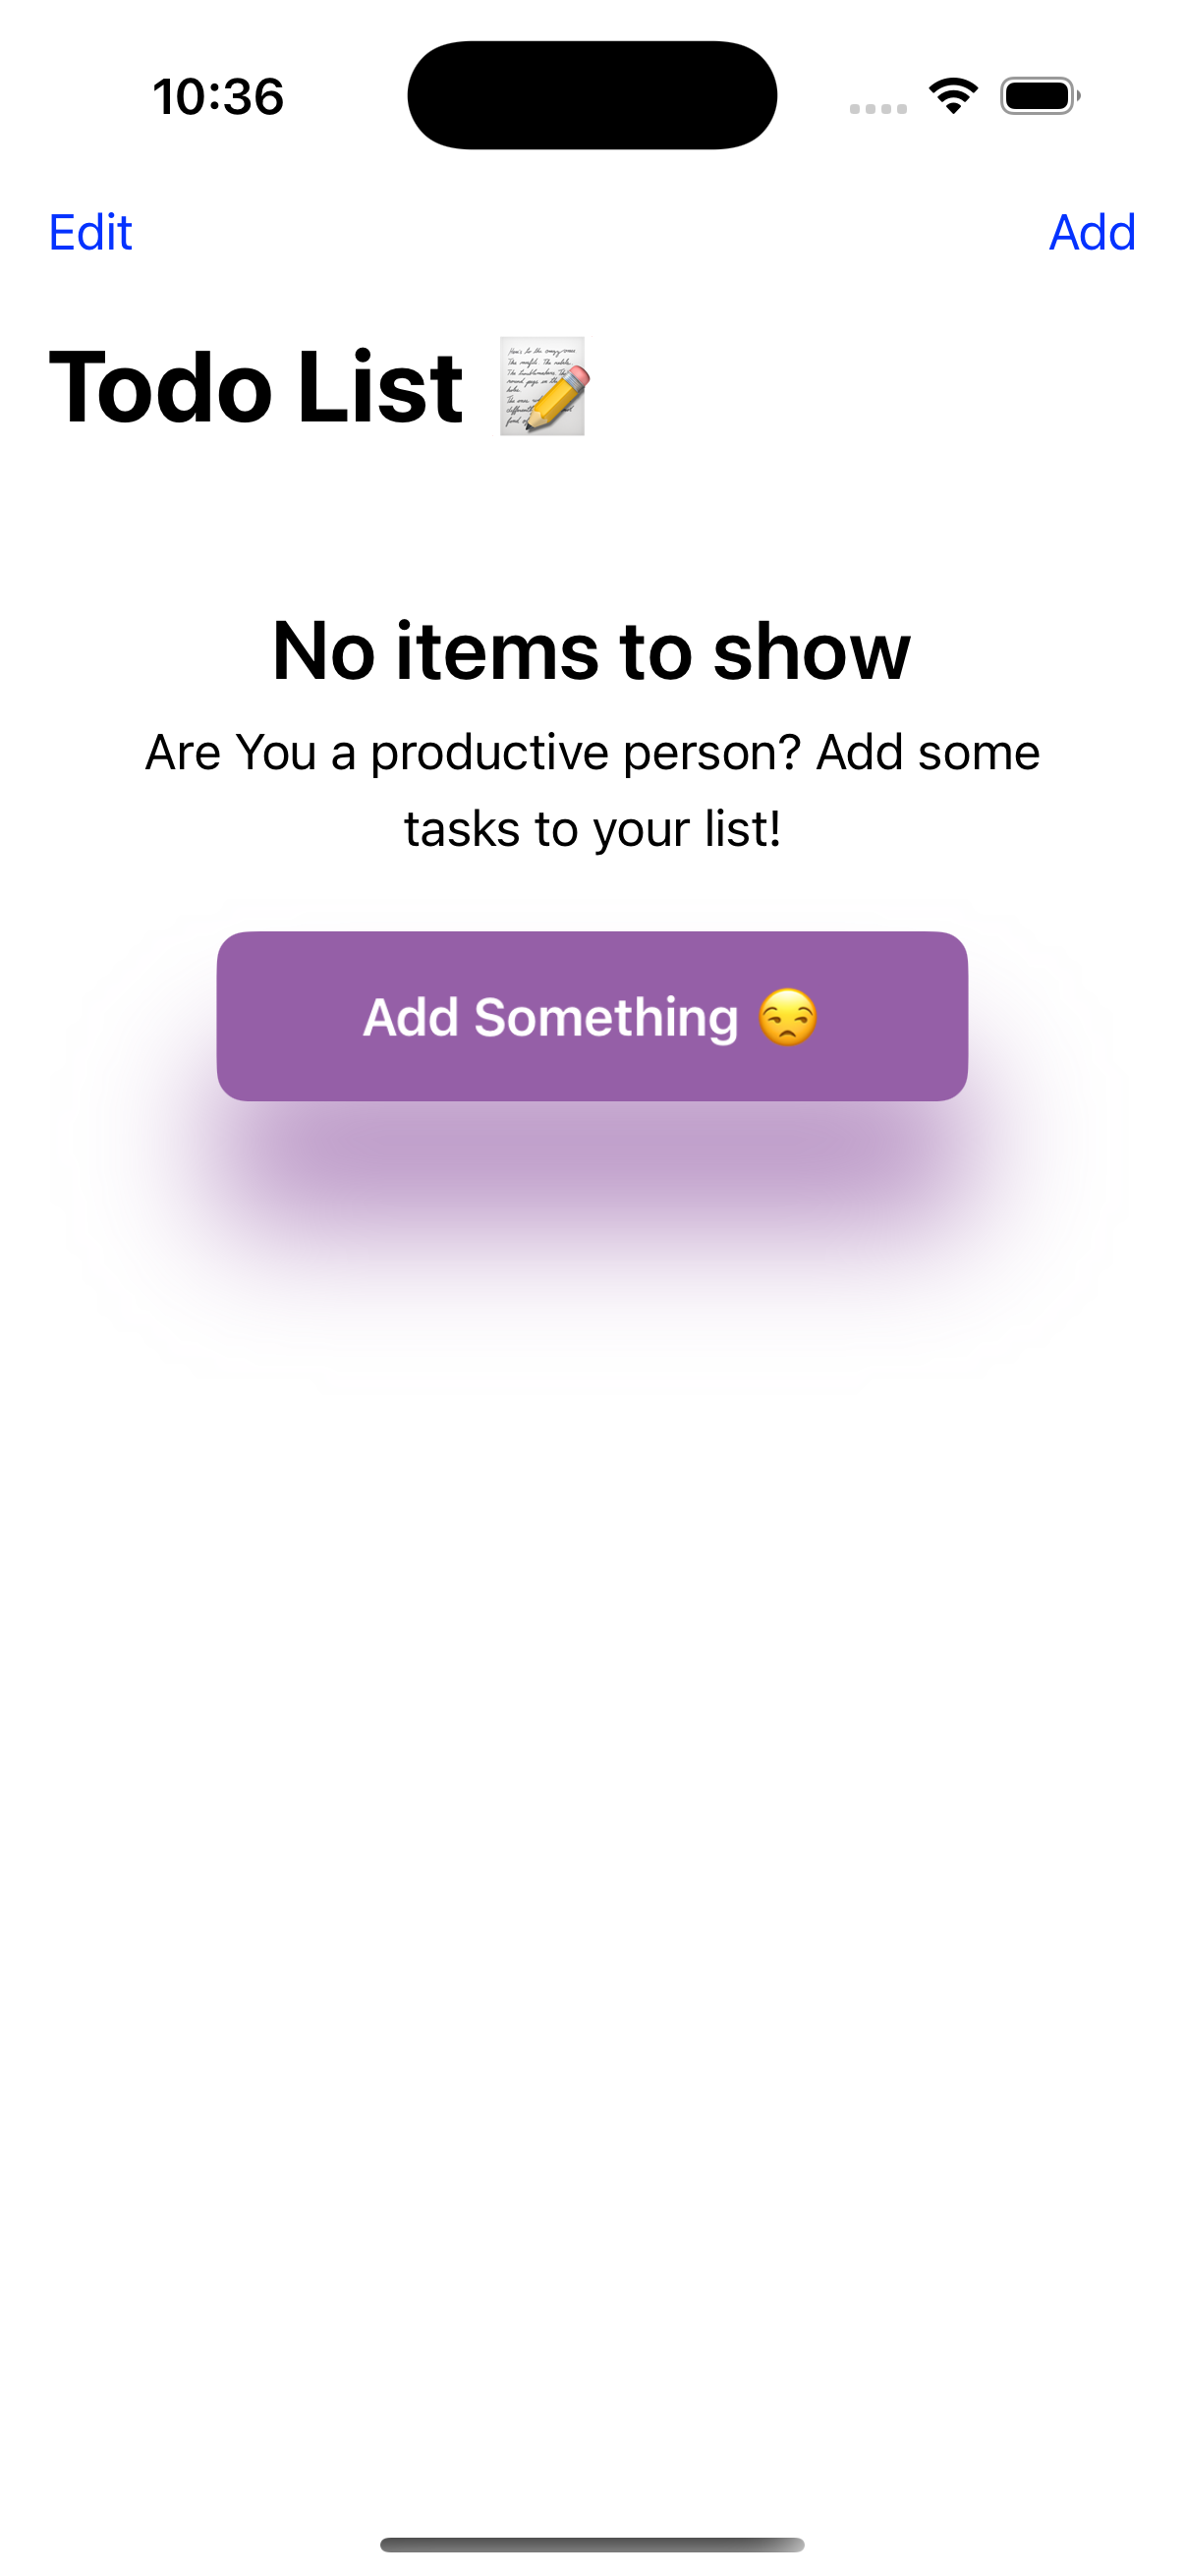 10:36
Edit
Add
Todo List 📝
No items to show
Are You a productive person? Add some
tasks to your list!
Add Something 😒